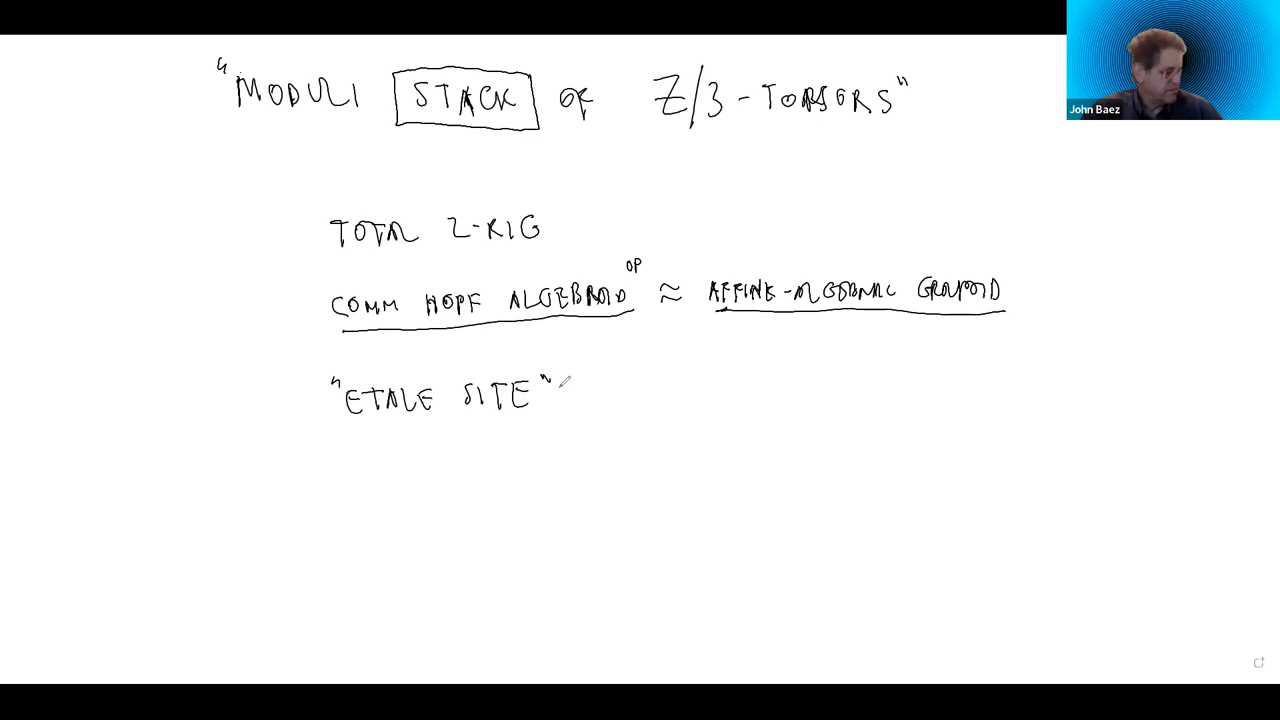 "MODULI STACK OF Z/3-TORSORS"
John Baez
TOTAL 2-RIG
COMM HOPF ALGEBROID OP ≈ AFFINE-ALGEBRAIC GROUPOID
"ETALE SITE"